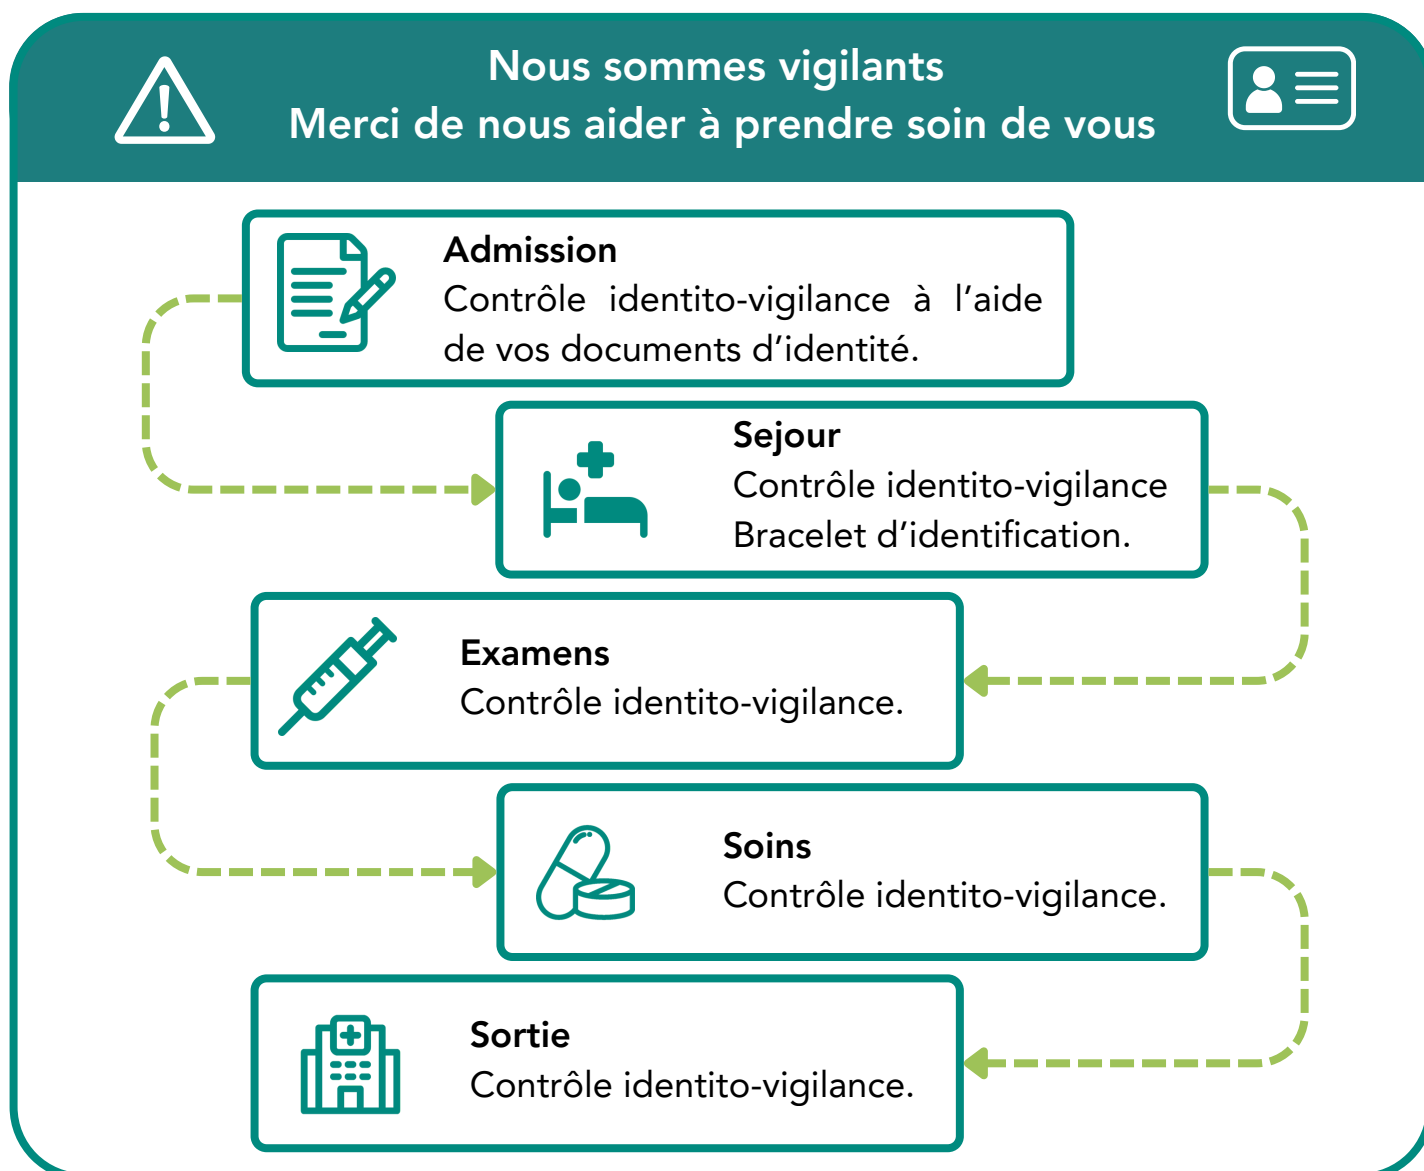 Nous sommes vigilants
Merci de nous aider à prendre soin de vous
Admission
Contrôle identito-vigilance à l’aide
de vos documents d’identité.
Sejour
Contrôle identito-vigilance
Bracelet d’identification.
Examens
Contrôle identito-vigilance.
Soins
Contrôle identito-vigilance.
Sortie
Contrôle identito-vigilance.